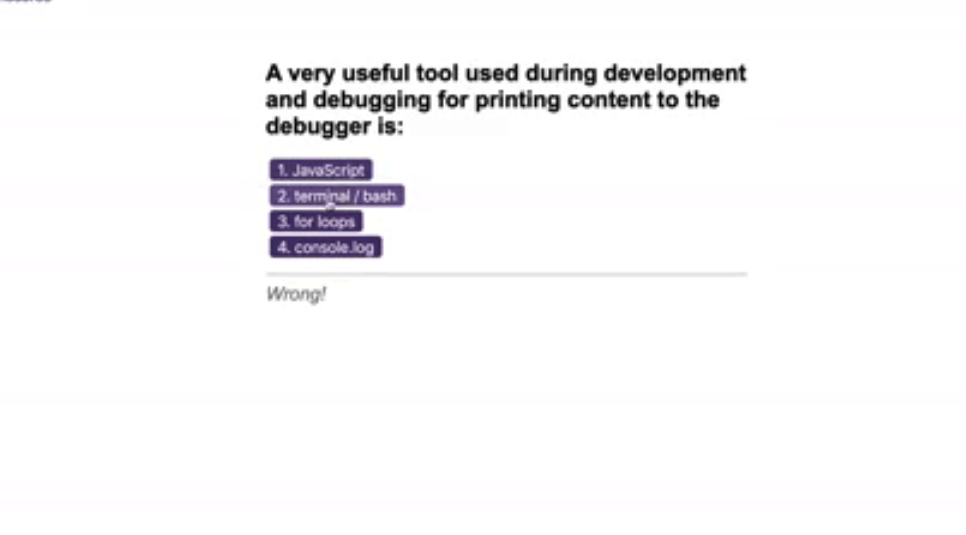 A very useful tool used during development
and debugging for printing content to the
debugger is:
1. JavaScript
2. terminal / bash
3. for loops
4. console.log
Wrong!